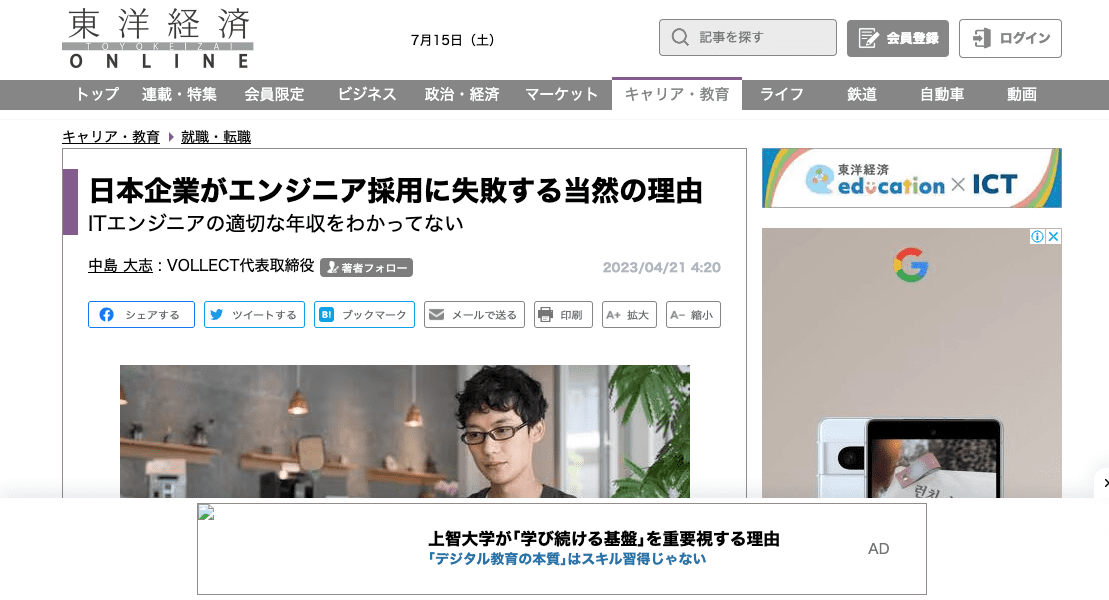 東洋経済
TOYOKEIZAI
ONLINE
7月15日（土）
記事を探す
会員登録
ログイン
トップ 連載・特集 会員限定 ビジネス 政治・経済 マーケット キャリア・教育 ライフ 鉄道 自動車 動画
キャリア・教育 就職・転職
日本企業がエンジニア採用に失敗する当然の理由
ITエンジニアの適切な年収をわかってない
中島 大志 : VOLLECT代表取締役 著者フォロー
2023/04/21 4:20
シェアする ツイートする B! ブックマーク メールで送る 印刷 A+ 拡大 A− 縮小
東洋経済
education × ICT
G
런치
上智大学が「学び続ける基盤」を重要視する理由
「デジタル教育の本質」はスキル習得じゃない
AD